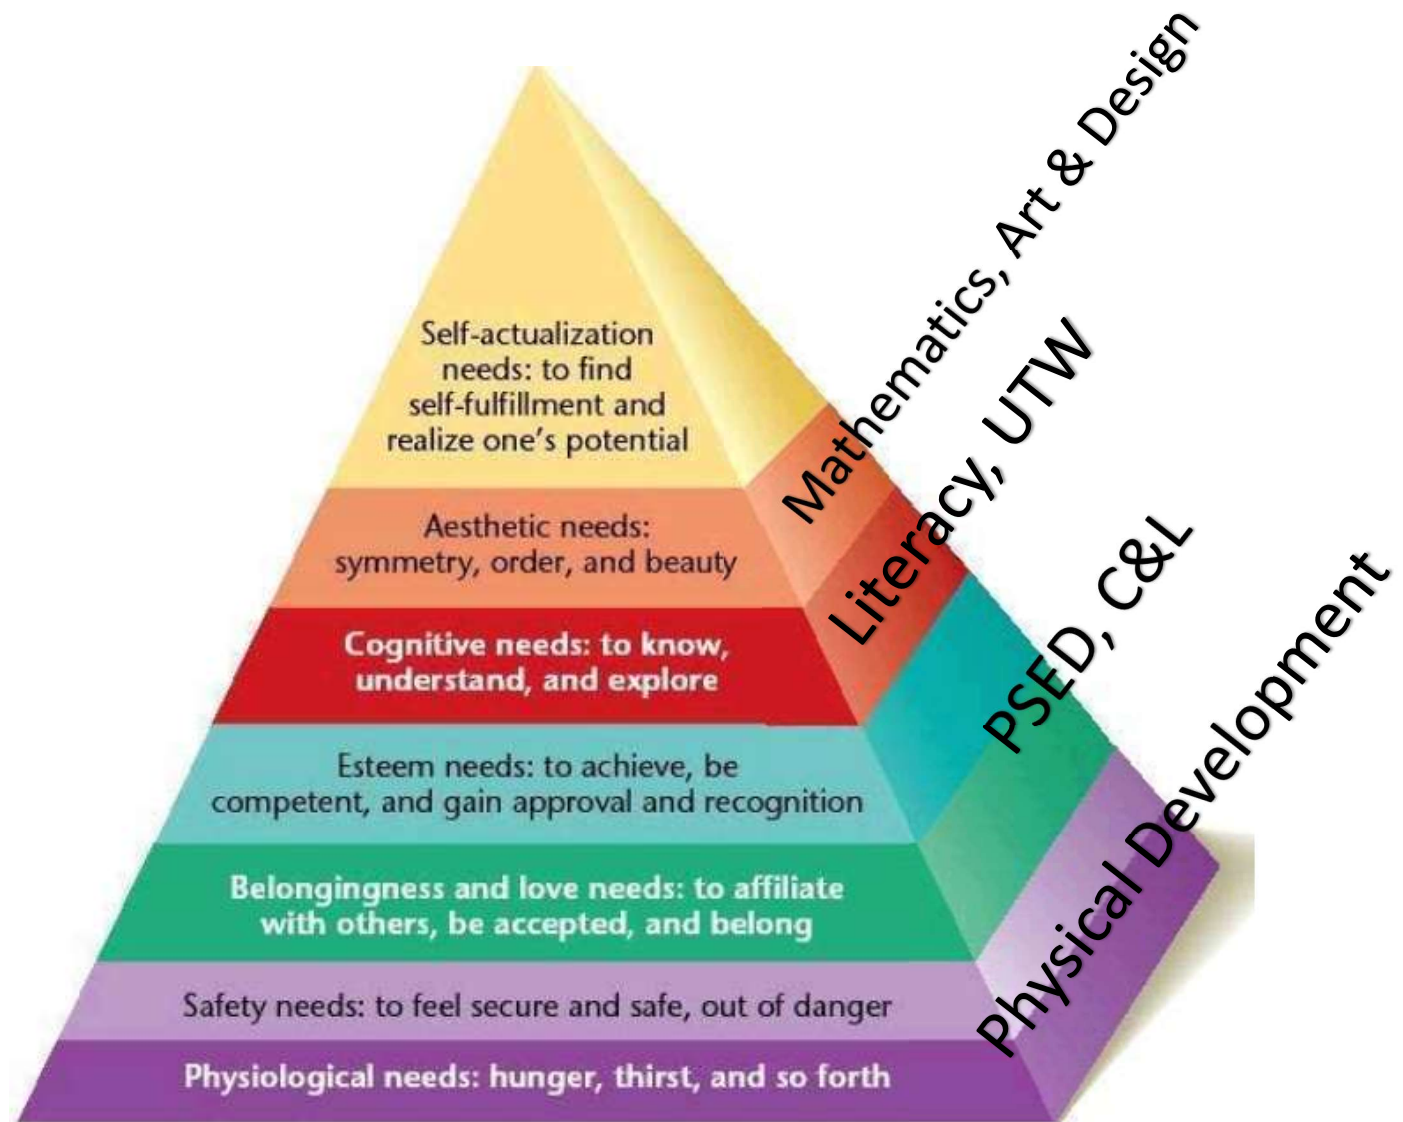 Self-actualization
needs: to find
self-fulfillment and
realize one's potential
Aesthetic needs:
symmetry, order, and beauty
Cognitive needs: to know,
understand, and explore
Esteem needs: to achieve, be
competent, and gain approval and recognition
Belongingness and love needs: to affiliate
with others, be accepted, and belong
Safety needs: to feel secure and safe, out of danger
Physiological needs: hunger, thirst, and so forth
Mathematics, Art & Design
Literacy, UTW
PSED, C&L
Physical Development